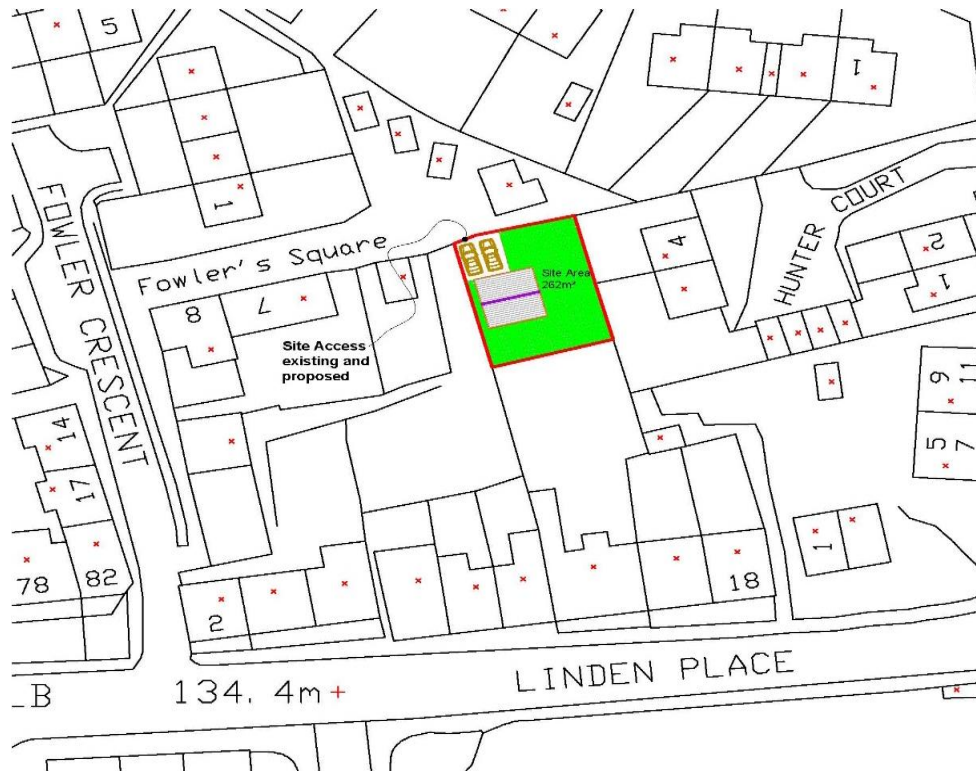 5
1
1
FOWLER CRESCENT
Fowler's Square
HUNTER COURT
4
2
1
Site Area
262m²
8
7
Site Access
existing and
proposed
9
11
5
7
14
17
78
82
2
18
1
LINDEN PLACE
LB
134. 4m+